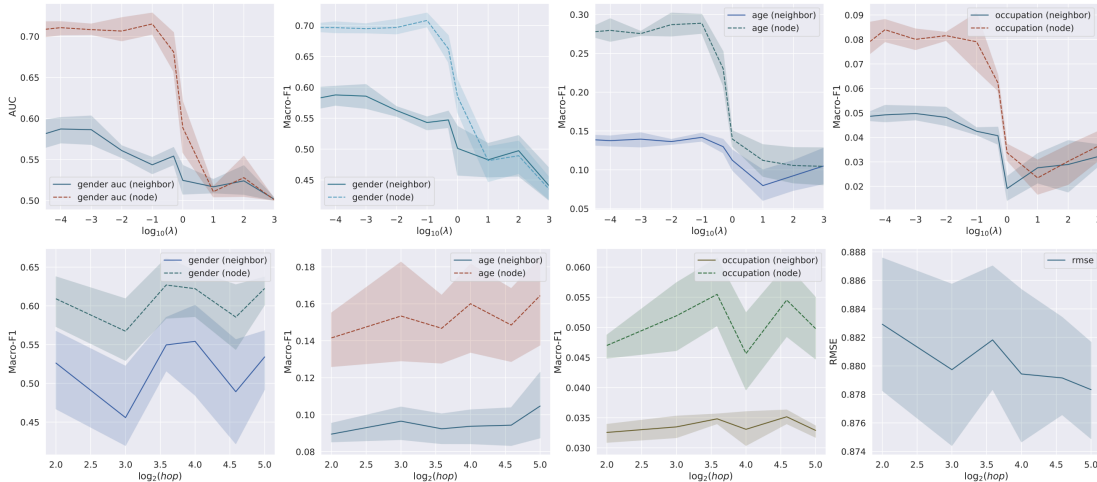 0.70
0.65
0.60
0.55
0.50
AUC
gender auc (neighbor)
gender auc (node)
−4 −3 −2 −1 0 1 2 3
log10(λ)
0.70
0.65
0.60
0.55
0.50
0.45
Macro-F1
gender (neighbor)
gender (node)
−4 −3 −2 −1 0 1 2 3
log10(λ)
0.30
0.25
0.20
0.15
0.10
0.05
Macro-F1
age (neighbor)
age (node)
−4 −3 −2 −1 0 1 2 3
log10(λ)
0.09
0.08
0.07
0.06
0.05
0.04
0.03
0.02
Macro-F1
occupation (neighbor)
occupation (node)
−4 −3 −2 −1 0 1 2 3
log10(λ)
0.65
0.60
0.55
0.50
0.45
Macro-F1
gender (neighbor)
gender (node)
2.0 2.5 3.0 3.5 4.0 4.5 5.0
log2(hop)
0.18
0.16
0.14
0.12
0.10
0.08
Macro-F1
age (neighbor)
age (node)
2.0 2.5 3.0 3.5 4.0 4.5 5.0
log2(hop)
0.060
0.055
0.050
0.045
0.040
0.035
0.030
Macro-F1
occupation (neighbor)
occupation (node)
2.0 2.5 3.0 3.5 4.0 4.5 5.0
log2(hop)
0.888
0.886
0.884
0.882
0.880
0.878
0.876
0.874
RMSE
rmse
2.0 2.5 3.0 3.5 4.0 4.5 5.0
log2(hop)